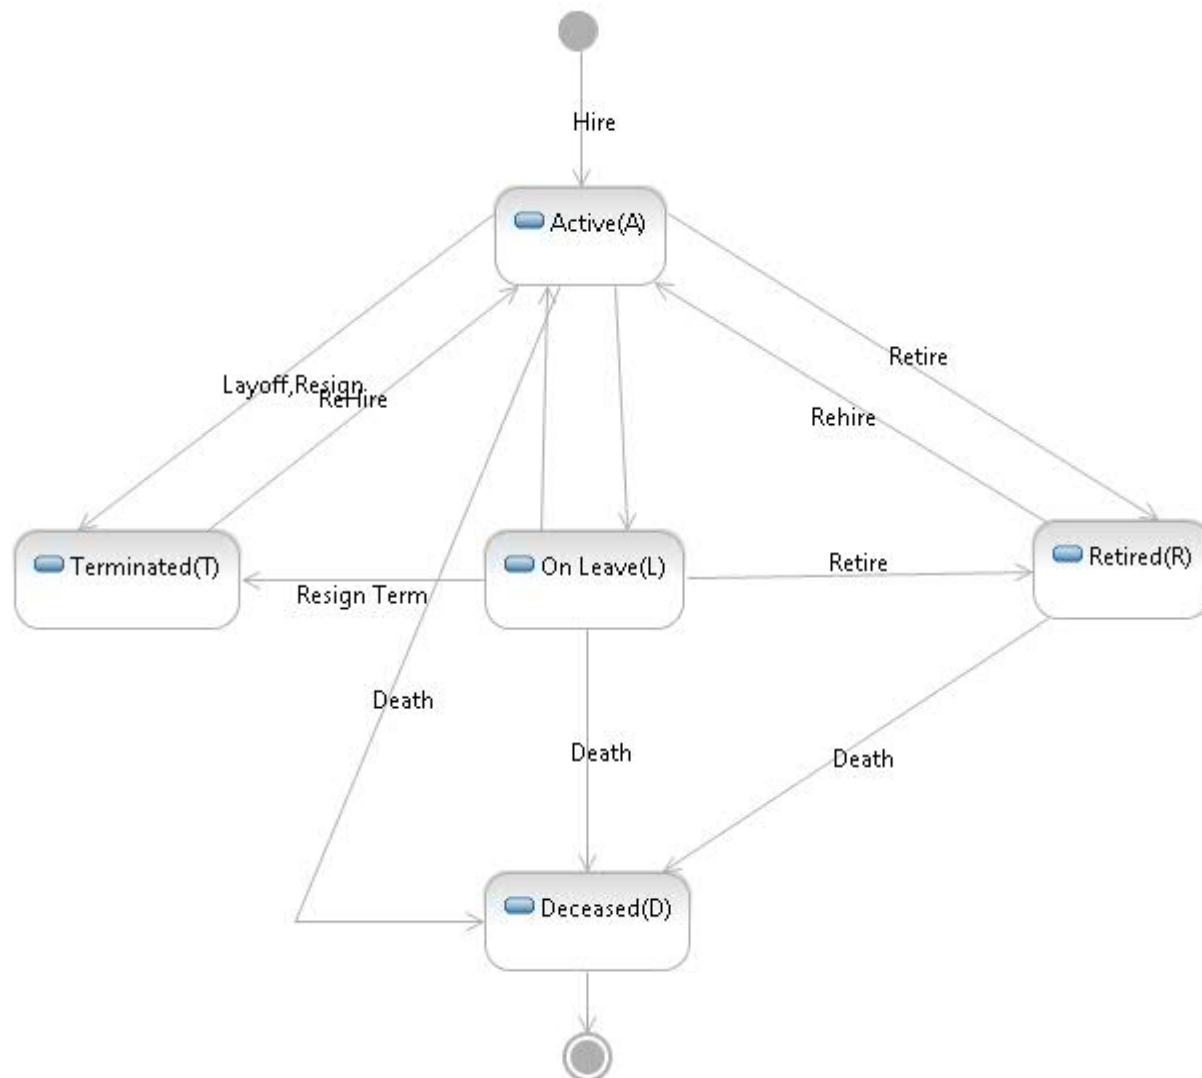 Hire
Active(A)
Retire
Layoff,Resign
ReHire
Rehire
Terminated(T)
On Leave(L)
Retire
Retired(R)
Resign Term
Death
Death
Death
Deceased(D)